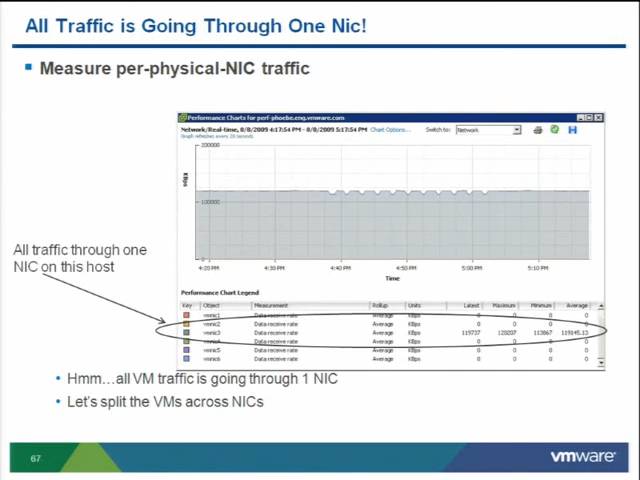 All Traffic is Going Through One Nic!
Measure per-physical-NIC traffic
Performance Charts for perf-phoebe.eng.vmware.com
Network/Real-time, 8/8/2009 4:17:54 PM - 8/8/2009 5:17:54 PM Chart Options... Switch to: Network
Graph refreshes every 20 seconds
200000
KBps
100000
0
4:20 PM 4:30 PM 4:40 PM 4:50 PM 5:00 PM 5:10 PM
Time
All traffic through one
NIC on this host
Performance Chart Legend
Key Object Measurement Rollup Units Latest Maximum Minimum Average
vmnic1 Data receive rate Average KBps 0 0 0 0
vmnic2 Data receive rate Average KBps 0 0 0 0
vmnic3 Data receive rate Average KBps 119737 120207 113867 119145.13
vmnic4 Data receive rate Average KBps 0 0 0 0
vmnic5 Data receive rate Average KBps 0 0 0 0
vmnic6 Data receive rate Average KBps 0 0 0 0
• Hmm…all VM traffic is going through 1 NIC
• Let's split the VMs across NICs
67
vmware